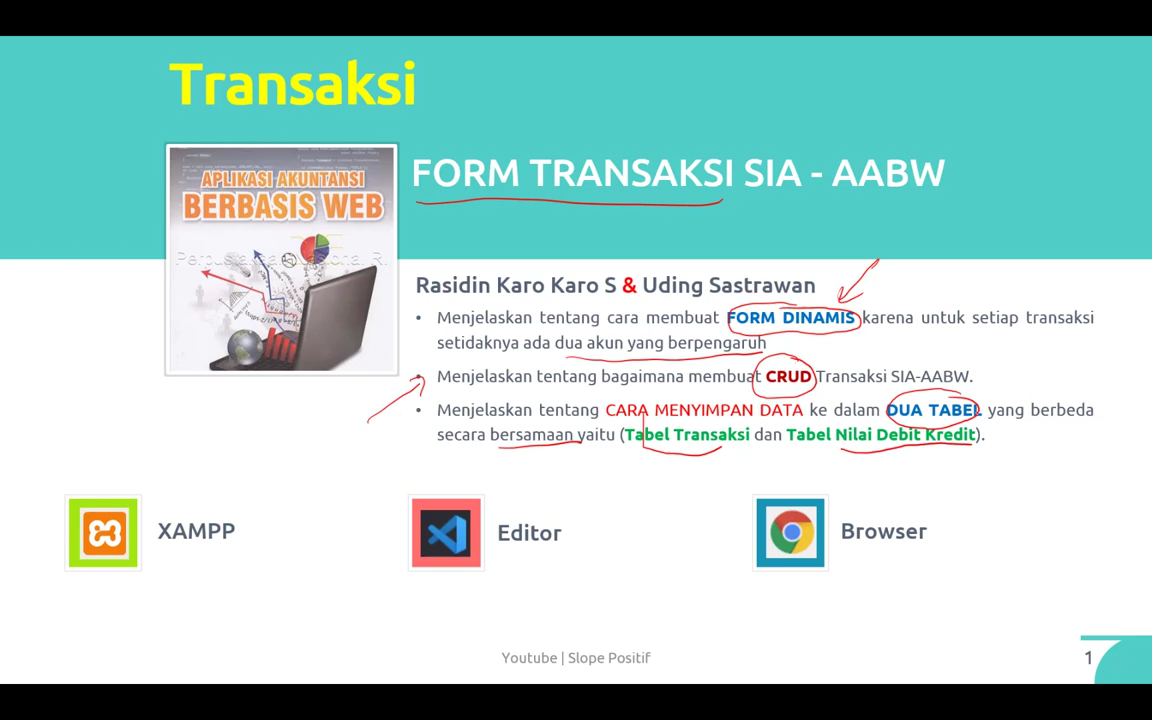 Transaksi
FORM TRANSAKSI SIA - AABW
APLIKASI AKUNTANSI
BERBASIS WEB
Rasidin Karo Karo S & Uding Sastrawan
• Menjelaskan tentang cara membuat FORM DINAMIS karena untuk setiap transaksi
setidaknya ada dua akun yang berpengaruh
• Menjelaskan tentang bagaimana membuat CRUD Transaksi SIA-AABW.
• Menjelaskan tentang CARA MENYIMPAN DATA ke dalam DUA TABEL yang berbeda
secara bersamaan yaitu (Tabel Transaksi dan Tabel Nilai Debit Kredit).
XAMPP
Editor
Browser
Youtube | Slope Positif
1